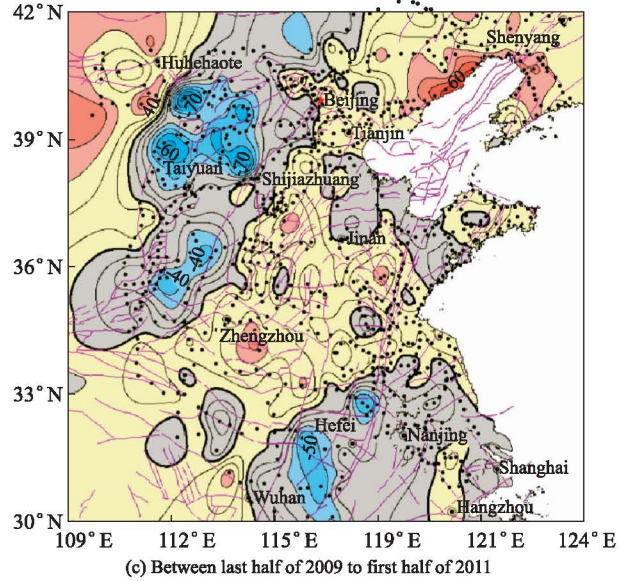 42° N
Shenyang
0
Huhehaote
60
40
-70
Beijing
39° N
Tianjin
-60
-70
Taiyuan
Shijiazhuang
Jinan
36° N
-40
-40
Zhengzhou
33° N
Hefei
Nanjing
-50
Shanghai
Wuhan
Hangzhou
30° N
109° E 112° E 115° E 118° E 121° E 124° E
(c) Between last half of 2009 to first half of 2011